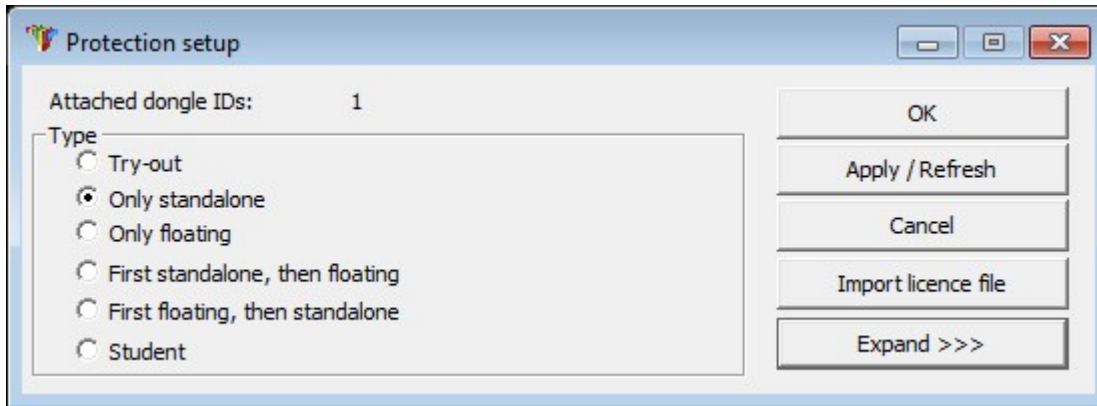 Protection setup
Attached dongle IDs: 1
Type
Try-out
Only standalone
Only floating
First standalone, then floating
First floating, then standalone
Student
OK
Apply / Refresh
Cancel
Import licence file
Expand >>>